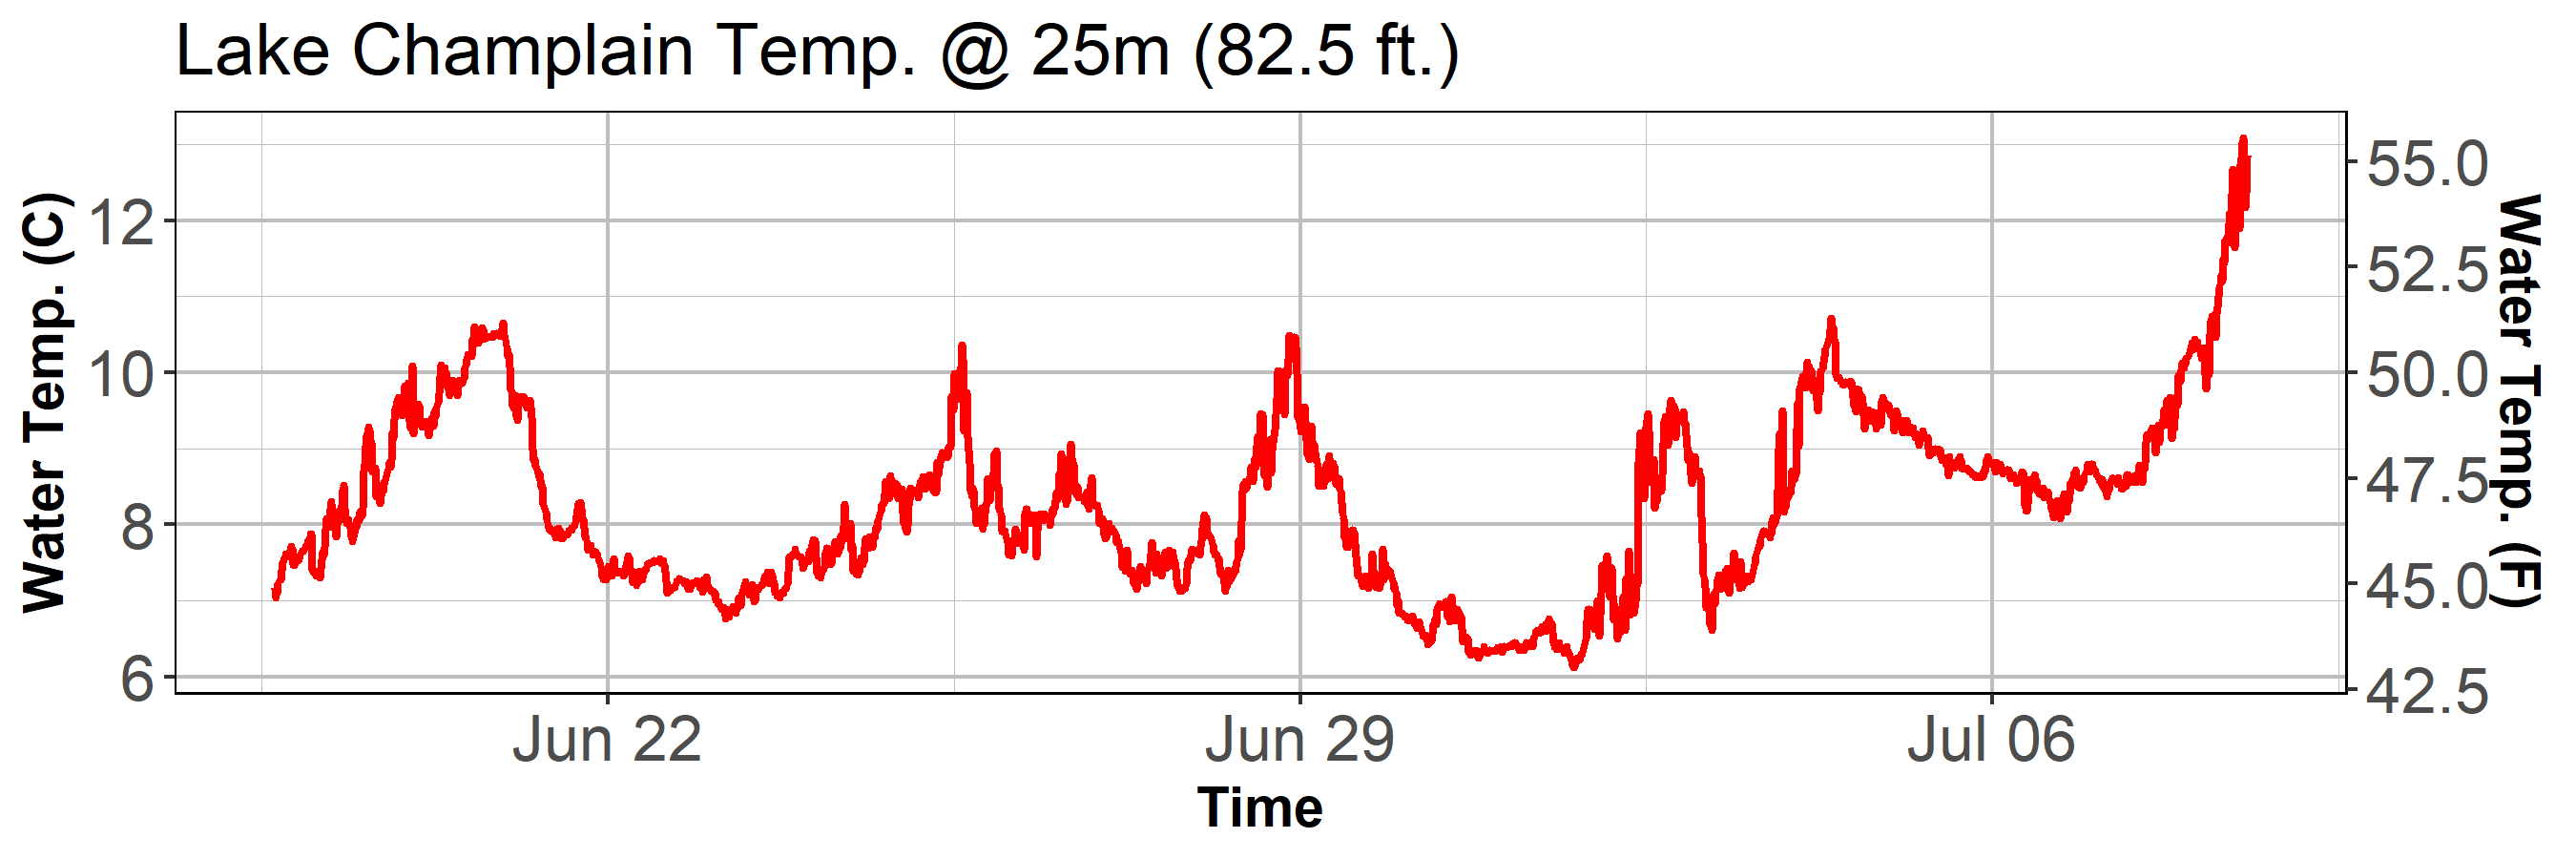 Lake Champlain Temp. @ 25m (82.5 ft.)
Water Temp. (C)
12
10
8
6
55.0
52.5
50.0
47.5
45.0
42.5
Water Temp. (F)
Jun 22
Jun 29
Jul 06
Time